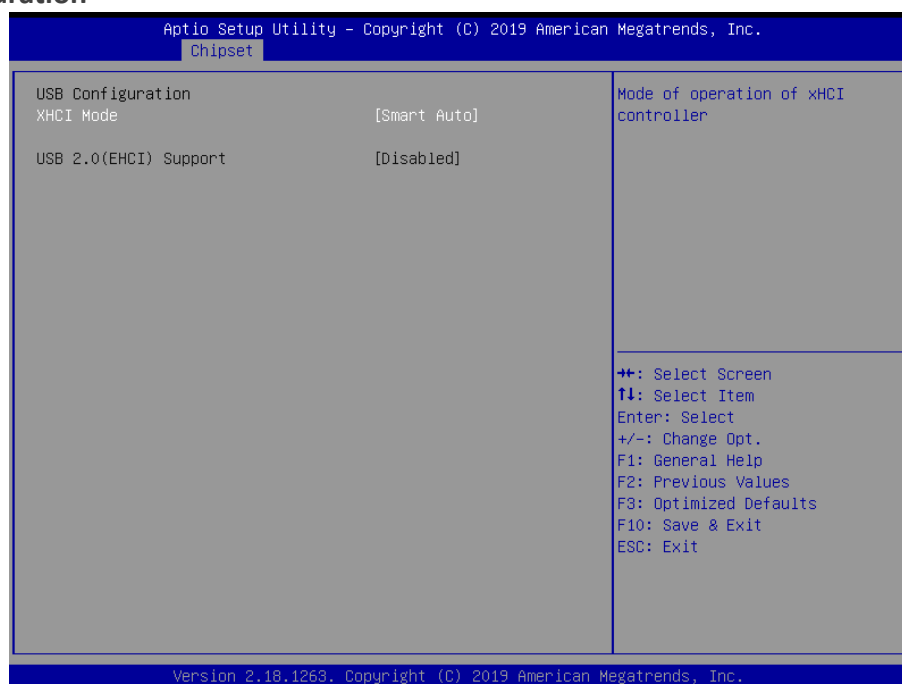 Aptio Setup Utility – Copyright (C) 2019 American Megatrends, Inc.
Chipset
USB Configuration
XHCI Mode [Smart Auto]
USB 2.0(EHCI) Support [Disabled]
Mode of operation of xHCI
controller
→←: Select Screen
↑↓: Select Item
Enter: Select
+/-: Change Opt.
F1: General Help
F2: Previous Values
F3: Optimized Defaults
F10: Save & Exit
ESC: Exit
Version 2.18.1263. Copyright (C) 2019 American Megatrends, Inc.